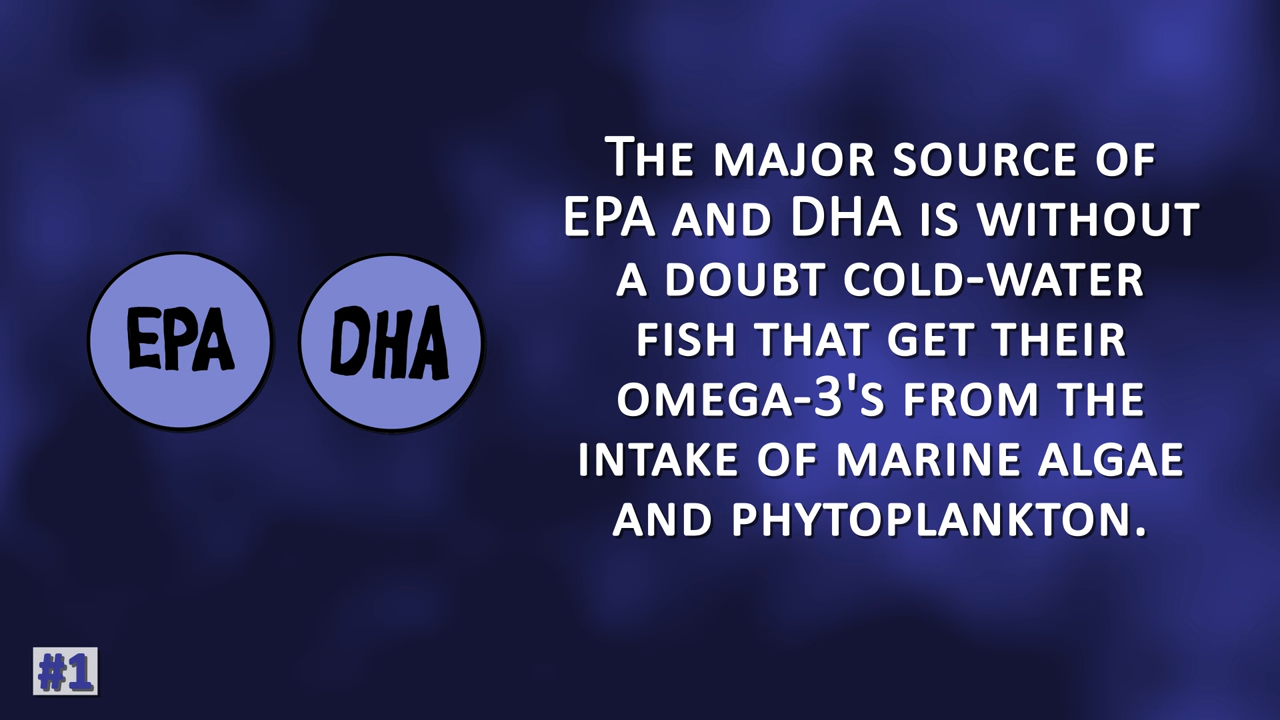 EPA DHA
The major source of
EPA and DHA is without
a doubt cold-water
fish that get their
omega-3's from the
intake of marine algae
and phytoplankton.
#1